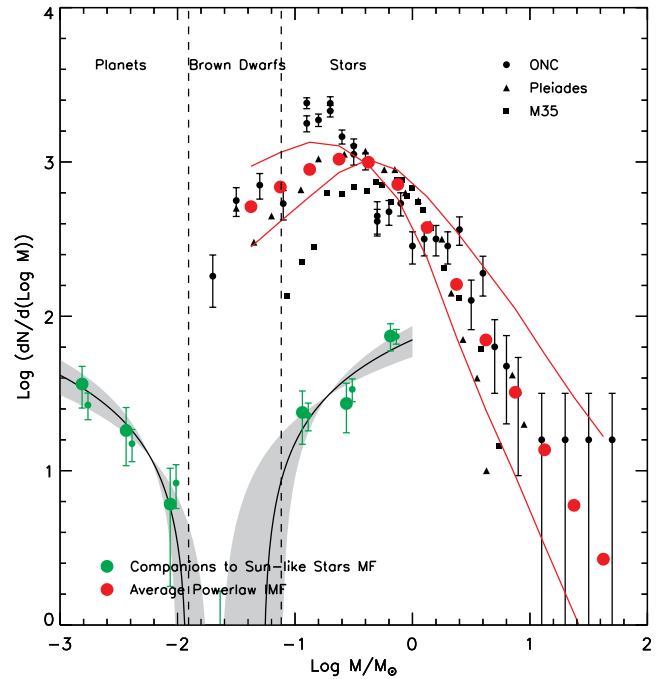 4
3
2
1
0
Log (dN/d(Log M))
Planets
Brown Dwarfs
Stars
ONC
Pleiades
M35
Companions to Sun-like Stars MF
Average Powerlaw IMF
-3
-2
-1
0
1
2
Log M/M⊙